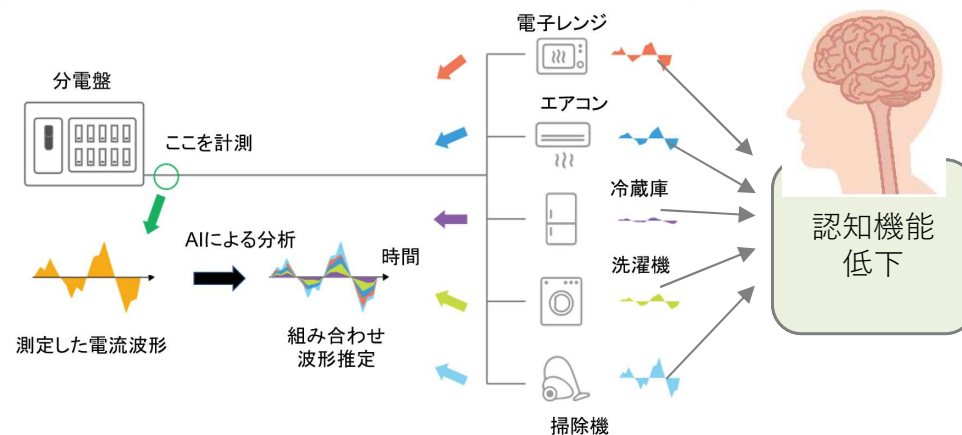 分電盤
ここを計測
AIによる分析
時間
測定した電流波形
組み合わせ
波形推定
電子レンジ
エアコン
冷蔵庫
洗濯機
掃除機
認知機能
低下